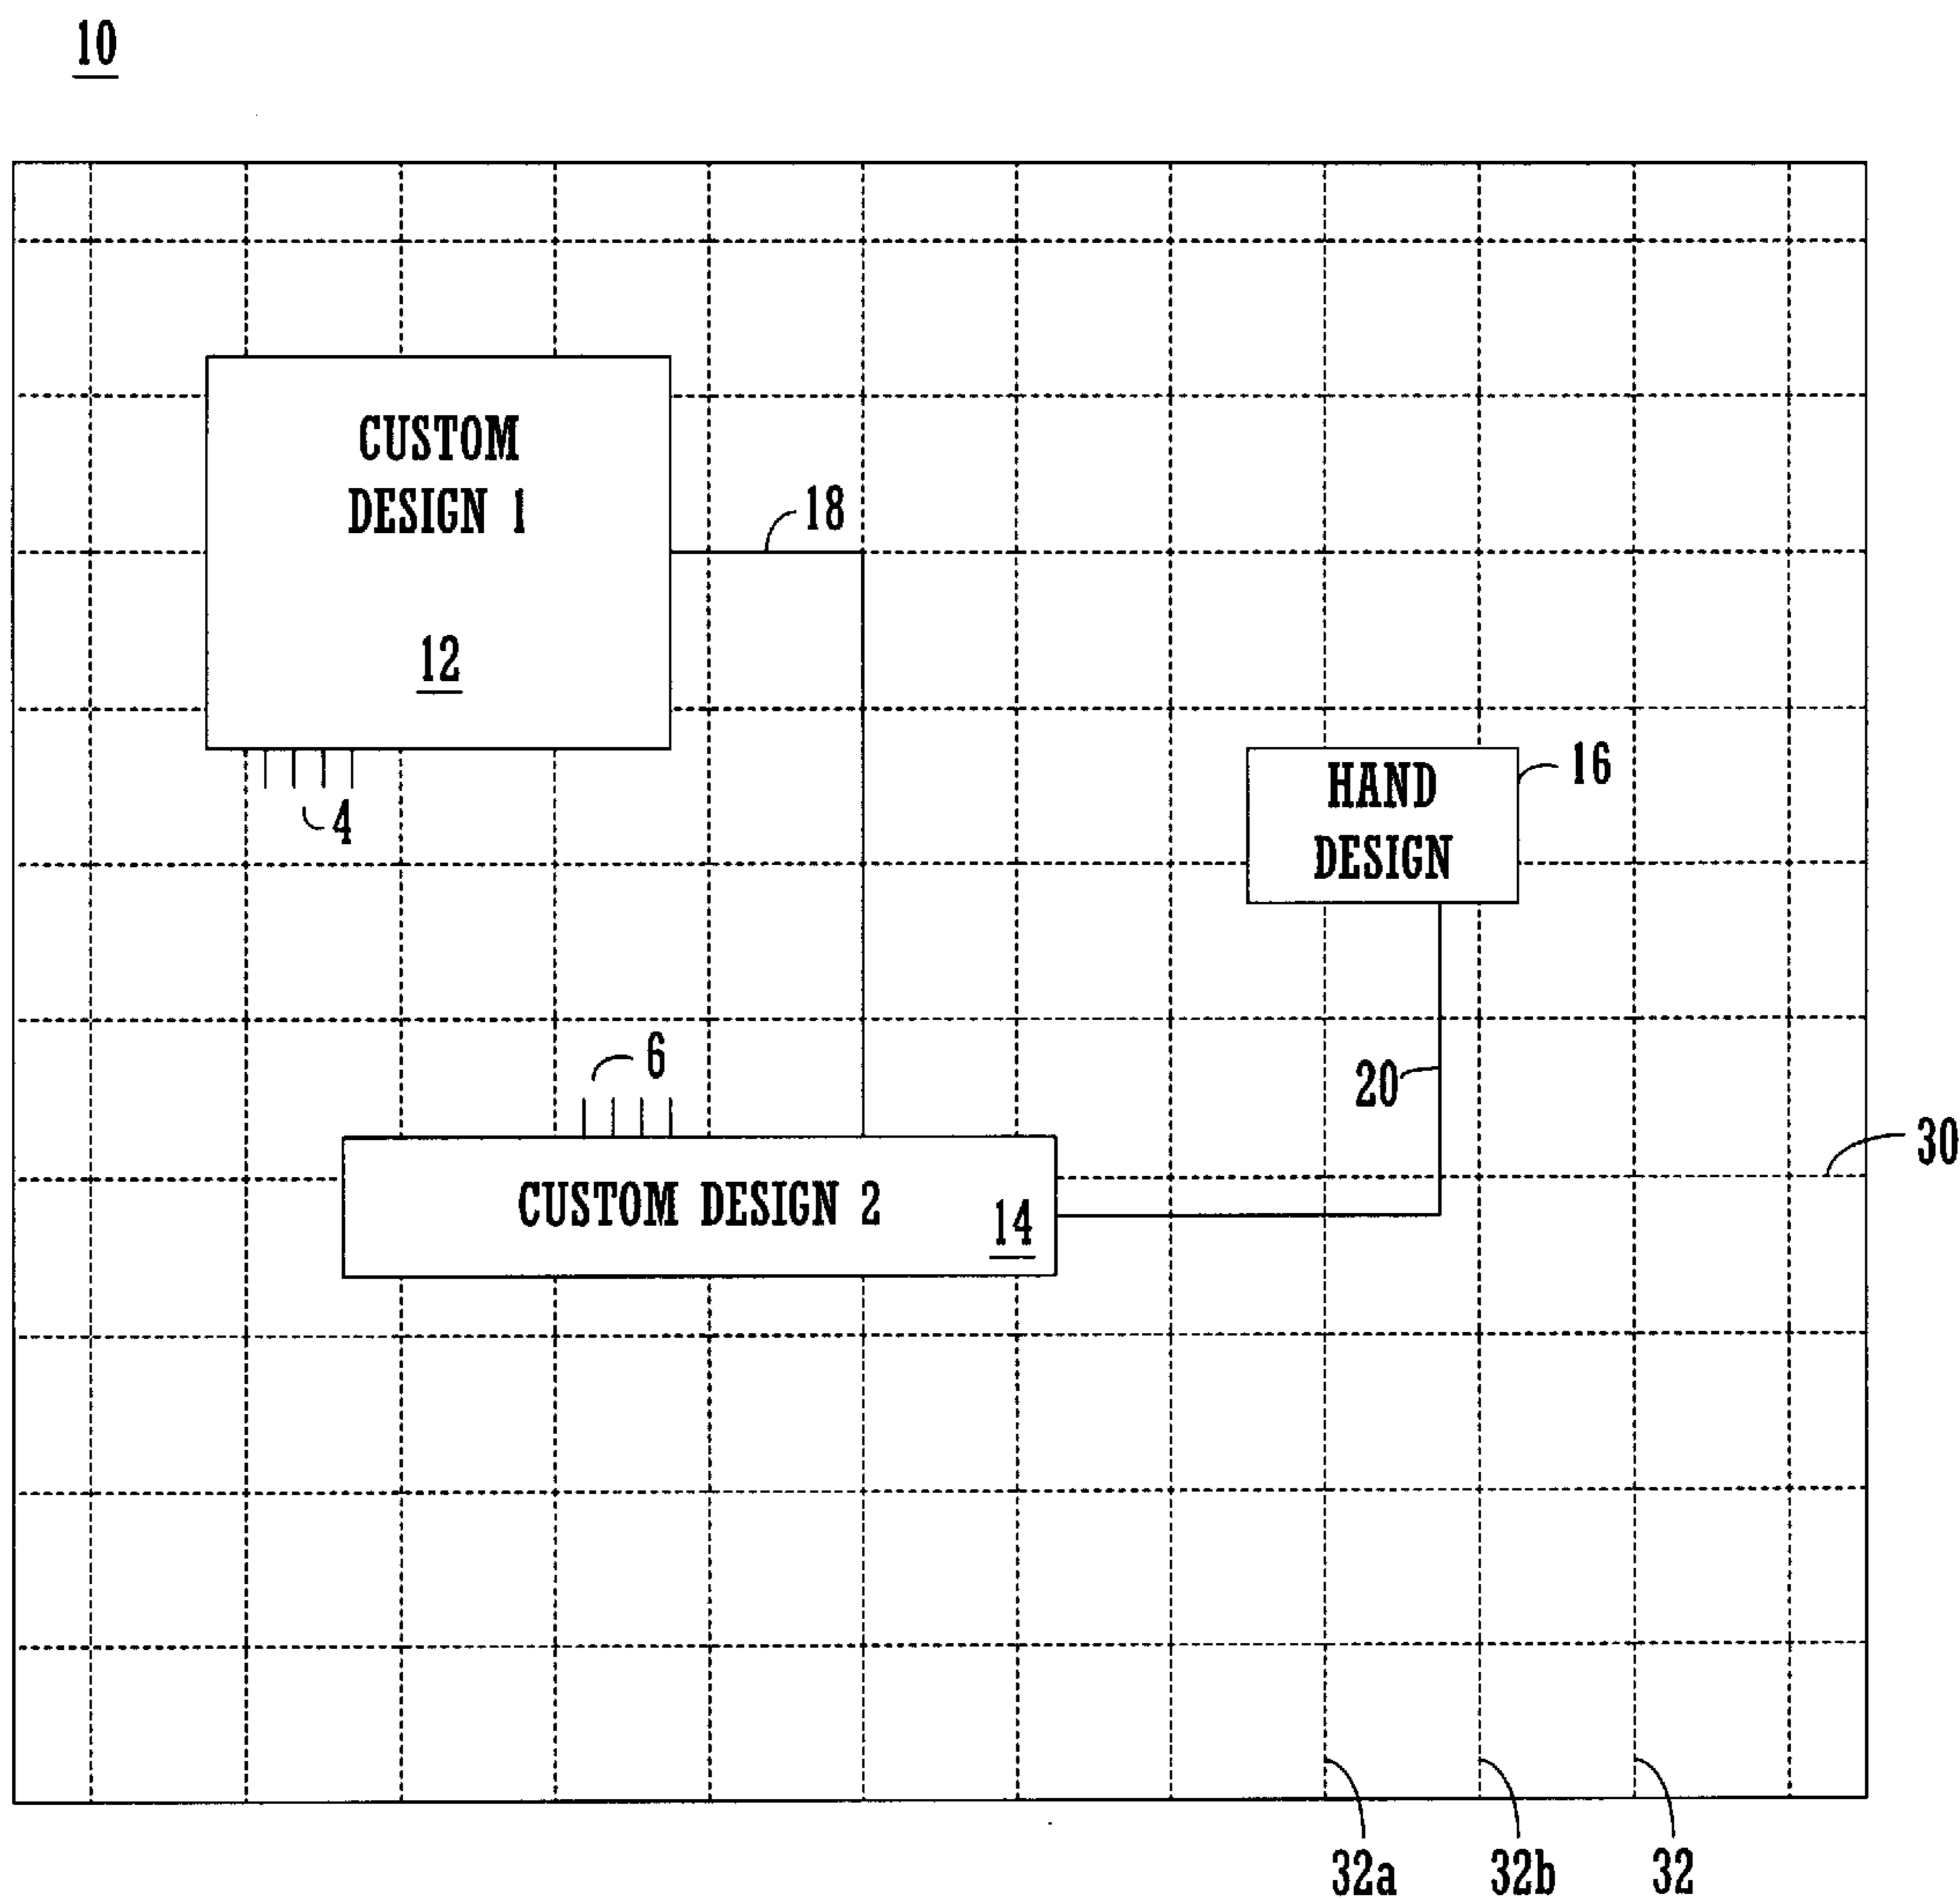 10
CUSTOM
DESIGN 1
18
12
4
HAND
DESIGN
16
6
20
30
CUSTOM DESIGN 2
14
32a
32b
32